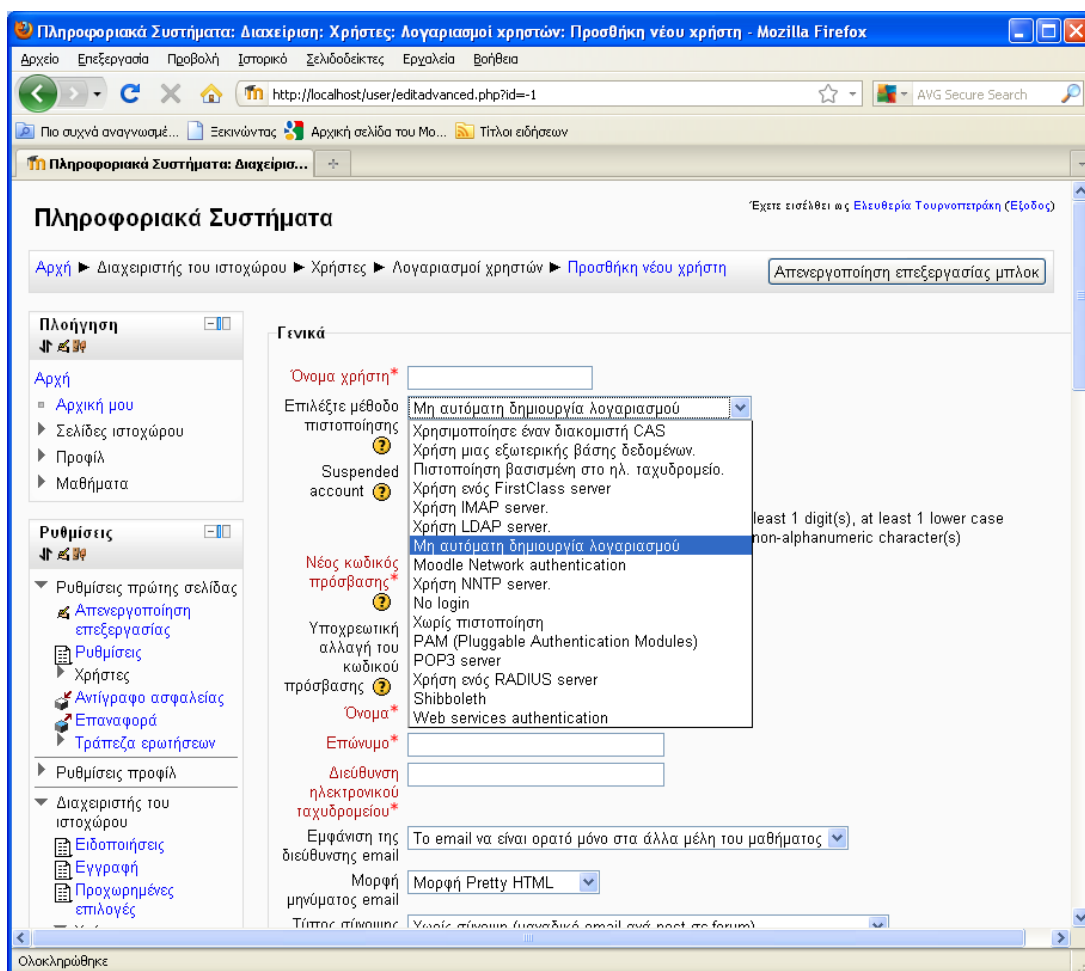 Πληροφοριακά Συστήματα: Διαχείριση: Χρήστες: Λογαριασμοί χρηστών: Προσθήκη νέου χρήστη - Mozilla Firefox
Αρχείο Επεξεργασία Προβολή Ιστορικό Σελιδοδείκτες Εργαλεία Βοήθεια
http://localhost/user/editadvanced.php?id=-1
AVG Secure Search
Πιο συχνά αναγνωσμέ... Ξεκινώντας Αρχική σελίδα του Mo... Τίτλοι ειδήσεων
Πληροφοριακά Συστήματα: Διαχείρισ...
Έχετε εισέλθει ως Ελευθερία Τουρνοπετράκη (Έξοδος)
Πληροφοριακά Συστήματα
Αρχή ► Διαχειριστής του ιστοχώρου ► Χρήστες ► Λογαριασμοί χρηστών ► Προσθήκη νέου χρήστη
Απενεργοποίηση επεξεργασίας μπλοκ
Πλοήγηση
Αρχή
Αρχική μου
Σελίδες ιστοχώρου
Προφίλ
Μαθήματα
Ρυθμίσεις
Ρυθμίσεις πρώτης σελίδας
Απενεργοποίηση
επεξεργασίας
Ρυθμίσεις
Χρήστες
Αντίγραφο ασφαλείας
Επαναφορά
Τράπεζα ερωτήσεων
Ρυθμίσεις προφίλ
Διαχειριστής του
ιστοχώρου
Ειδοποιήσεις
Εγγραφή
Προχωρημένες
επιλογές
Γενικά
Όνομα χρήστη*
Επιλέξτε μέθοδο
πιστοποίησης
Μη αυτόματη δημιουργία λογαριασμού
Χρησιμοποίησε έναν διακομιστή CAS
Χρήση μιας εξωτερικής βάσης δεδομένων.
Πιστοποίηση βασισμένη στο ηλ. ταχυδρομείο.
Χρήση ενός FirstClass server
Χρήση IMAP server.
Χρήση LDAP server.
Μη αυτόματη δημιουργία λογαριασμού
Moodle Network authentication
Χρήση NNTP server.
No login
Χωρίς πιστοποίηση
PAM (Pluggable Authentication Modules)
POP3 server
Χρήση ενός RADIUS server
Shibboleth
Web services authentication
Suspended
account
least 1 digit(s), at least 1 lower case
non-alphanumeric character(s)
Νέος κωδικός
πρόσβασης*
Υποχρεωτική
αλλαγή του
κωδικού
πρόσβασης
Όνομα*
Επώνυμο*
Διεύθυνση
ηλεκτρονικού
ταχυδρομείου*
Εμφάνιση της
διεύθυνσης email
Το email να είναι ορατό μόνο στα άλλα μέλη του μαθήματος
Μορφή
μηνύματος email
Μορφή Pretty HTML
Τύπος σύνοψης
Χωρίς σύνοψη (μοναδικό email ανά post σε forum)
Ολοκληρώθηκε